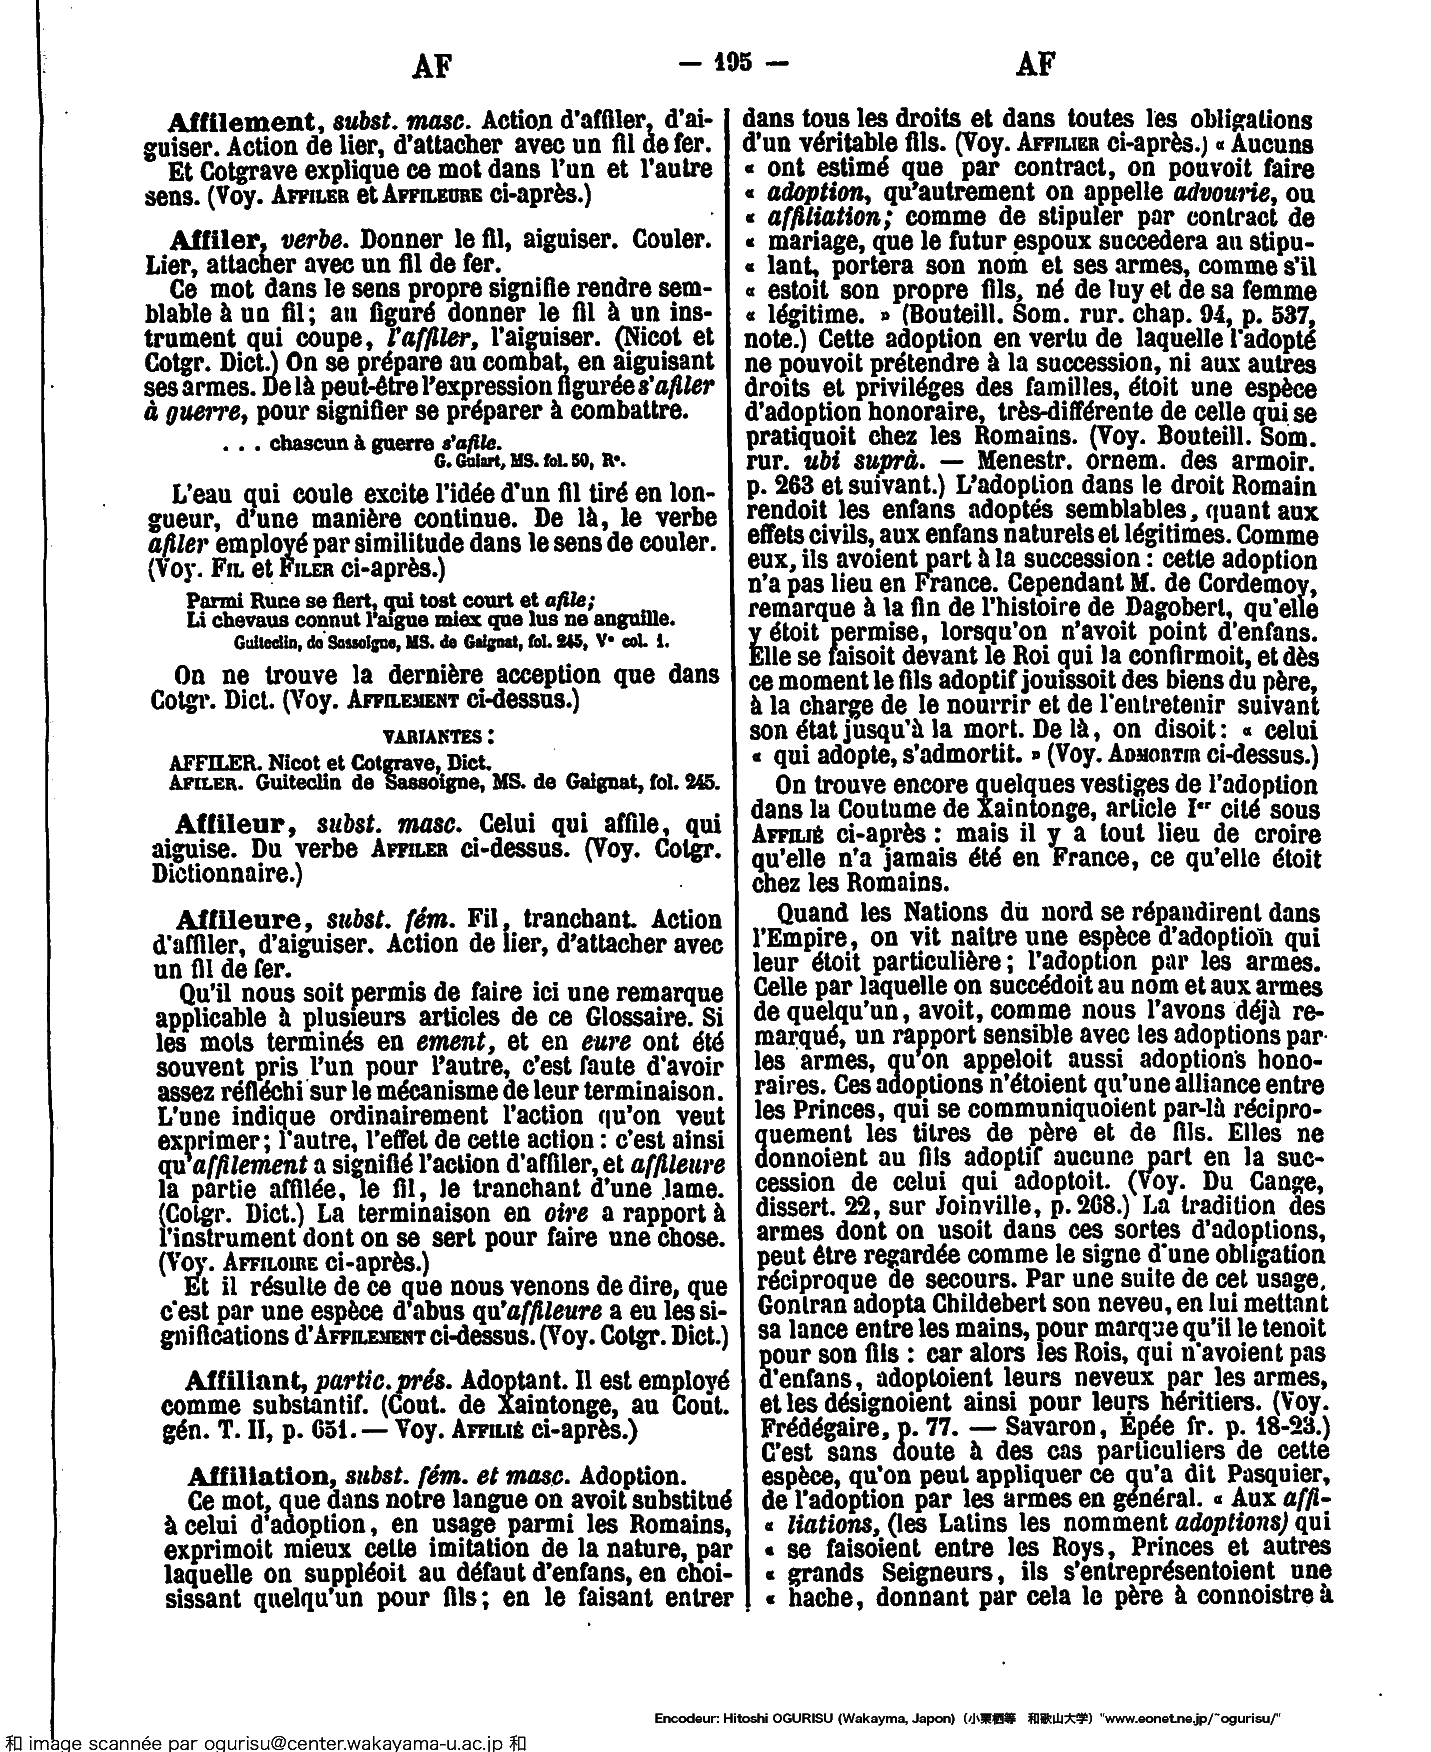 AF
— 195 —
AF
Affilement, subst. masc. Action d'affiler, d'ai-
guiser. Action de lier, d'attacher avec un fil de fer.
Et Cotgrave explique ce mot dans l'un et l'autre
sens. (Voy. AFFILER et AFFILEURE ci-après.)
Affiler, verbe. Donner le fil, aiguiser. Couler.
Lier, attacher avec un fil de fer.
Ce mot dans le sens propre signifie rendre sem-
blable à un fil; au figuré donner le fil à un ins-
trument qui coupe, l'affiler, l'aiguiser. (Nicot et
Cotgr. Dict.) On se prépare au combat, en aiguisant
ses armes. De là peut-être l'expression figurée s'afiler
à guerre, pour signifier se préparer à combattre.
. . . chascun à guerre s'afile.
G. Guiart, MS. fol. 50, R°.
L'eau qui coule excite l'idée d'un fil tiré en lon-
gueur, d'une manière continue. De là, le verbe
afiler employé par similitude dans le sens de couler.
(Voy. FIL et FILER ci-après.)
Parmi Rune se fiert, qui tost court et afile;
Li chevaus connut l'aigue miex que lus ne anguille.
Guiteclin, de Sassoigne, MS. de Gaignat, fol. 245, V° col. 1.
On ne trouve la dernière acception que dans
Cotgr. Dict. (Voy. AFFILEMENT ci-dessus.)
VARIANTES :
AFFILER. Nicot et Cotgrave, Dict.
AFILER. Guiteclin de Sassoigne, MS. de Gaignat, fol. 245.
Affileur, subst. masc. Celui qui affile, qui
aiguise. Du verbe AFFILER ci-dessus. (Voy. Cotgr.
Dictionnaire.)
Affileure, subst. fém. Fil, tranchant. Action
d'affiler, d'aiguiser. Action de lier, d'attacher avec
un fil de fer.
Qu'il nous soit permis de faire ici une remarque
applicable à plusieurs articles de ce Glossaire. Si
les mots terminés en ement, et en eure ont été
souvent pris l'un pour l'autre, c'est faute d'avoir
assez réfléchi sur le mécanisme de leur terminaison.
L'une indique ordinairement l'action qu'on veut
exprimer; l'autre, l'effet de cette action : c'est ainsi
qu'affilement a signifié l'action d'affiler, et affileure
la partie affilée, le fil, le tranchant d'une lame.
(Cotgr. Dict.) La terminaison en oire a rapport à
l'instrument dont on se sert pour faire une chose.
(Voy. AFFILOIRE ci-après.)
Et il résulte de ce que nous venons de dire, que
c'est par une espèce d'abus qu'affileure a eu les si-
gnifications d'AFFILEMENT ci-dessus. (Voy. Cotgr. Dict.)
Affiliant, partic. prés. Adoptant. Il est employé
comme substantif. (Cout. de Xaintonge, au Cout.
gén. T. II, p. 651. — Voy. AFFILIÉ ci-après.)
Affiliation, subst. fém. et masc. Adoption.
Ce mot, que dans notre langue on avoit substitué
à celui d'adoption, en usage parmi les Romains,
exprimoit mieux cette imitation de la nature, par
laquelle on suppléoit au défaut d'enfans, en choi-
sissant quelqu'un pour fils; en le faisant entrer
dans tous les droits et dans toutes les obligations
d'un véritable fils. (Voy. AFFILIER ci-après.) « Aucuns
« ont estimé que par contract, on pouvoit faire
« adoption, qu'autrement on appelle advourie, ou
« affiliation; comme de stipuler par contract de
« mariage, que le futur espoux succedera au stipu-
« lant, portera son nom et ses armes, comme s'il
« estoit son propre fils, né de luy et de sa femme
« légitime. » (Bouteill. Som. rur. chap. 94, p. 537,
note.) Cette adoption en vertu de laquelle l'adopté
ne pouvoit prétendre à la succession, ni aux autres
droits et priviléges des familles, étoit une espèce
d'adoption honoraire, très-différente de celle qui se
pratiquoit chez les Romains. (Voy. Bouteill. Som.
rur. ubi suprà. — Menestr. ornem. des armoir.
p. 263 et suivant.) L'adoption dans le droit Romain
rendoit les enfans adoptés semblables, quant aux
effets civils, aux enfans naturels et légitimes. Comme
eux, ils avoient part à la succession : cette adoption
n'a pas lieu en France. Cependant M. de Cordemoy,
remarque à la fin de l'histoire de Dagobert, qu'elle
y étoit permise, lorsqu'on n'avoit point d'enfans.
Elle se faisoit devant le Roi qui la confirmoit, et dès
ce moment le fils adoptif jouissoit des biens du père,
à la charge de le nourrir et de l'entretenir suivant
son état jusqu'à la mort. De là, on disoit : « celui
« qui adopte, s'admortit. » (Voy. ADMORTIR ci-dessus.)
On trouve encore quelques vestiges de l'adoption
dans la Coutume de Xaintonge, article Ier cité sous
AFFILIÉ ci-après : mais il y a tout lieu de croire
qu'elle n'a jamais été en France, ce qu'elle étoit
chez les Romains.
Quand les Nations du nord se répandirent dans
l'Empire, on vit naitre une espèce d'adoption qui
leur étoit particulière; l'adoption par les armes.
Celle par laquelle on succédoit au nom et aux armes
de quelqu'un, avoit, comme nous l'avons déjà re-
marqué, un rapport sensible avec les adoptions par
les armes, qu'on appeloit aussi adoptions hono-
raires. Ces adoptions n'étoient qu'une alliance entre
les Princes, qui se communiquoient par-là récipro-
quement les titres de père et de fils. Elles ne
donnoient au fils adoptif aucune part en la suc-
cession de celui qui adoptoit. (Voy. Du Cange,
dissert. 22, sur Joinville, p. 268.) La tradition des
armes dont on usoit dans ces sortes d'adoptions,
peut être regardée comme le signe d'une obligation
réciproque de secours. Par une suite de cet usage,
Gontran adopta Childebert son neveu, en lui mettant
sa lance entre les mains, pour marque qu'il le tenoit
pour son fils : car alors les Rois, qui n'avoient pas
d'enfans, adoptoient leurs neveux par les armes,
et les désignoient ainsi pour leurs héritiers. (Voy.
Frédégaire, p. 77. — Savaron, Epée fr. p. 18-23.)
C'est sans doute à des cas particuliers de cette
espèce, qu'on peut appliquer ce qu'a dit Pasquier,
de l'adoption par les armes en général. « Aux affi-
« liations, (les Latins les nomment adoptions) qui
« se faisoient entre les Roys, Princes et autres
« grands Seigneurs, ils s'entreprésentoient une
« hache, donnant par cela le père à connoistre à
Encodeur: Hitoshi OGURISU (Wakayma, Japon) (小栗栖等 和歌山大学) "www.eonet.ne.jp/~ogurisu/"
和 image scannée par ogurisu@center.wakayama-u.ac.jp 和